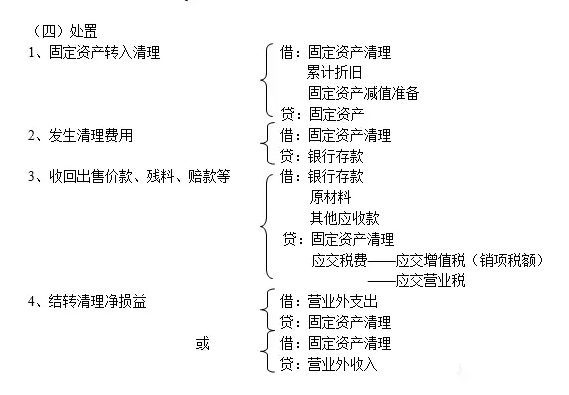 （四）处置
1、固定资产转入清理 借：固定资产清理
累计折旧
固定资产减值准备
贷：固定资产
2、发生清理费用 借：固定资产清理
贷：银行存款
3、收回出售价款、残料、赔款等 借：银行存款
原材料
其他应收款
贷：固定资产清理
应交税费——应交增值税（销项税额）
——应交营业税
4、结转清理净损益 借：营业外支出
贷：固定资产清理
或 借：固定资产清理
贷：营业外收入